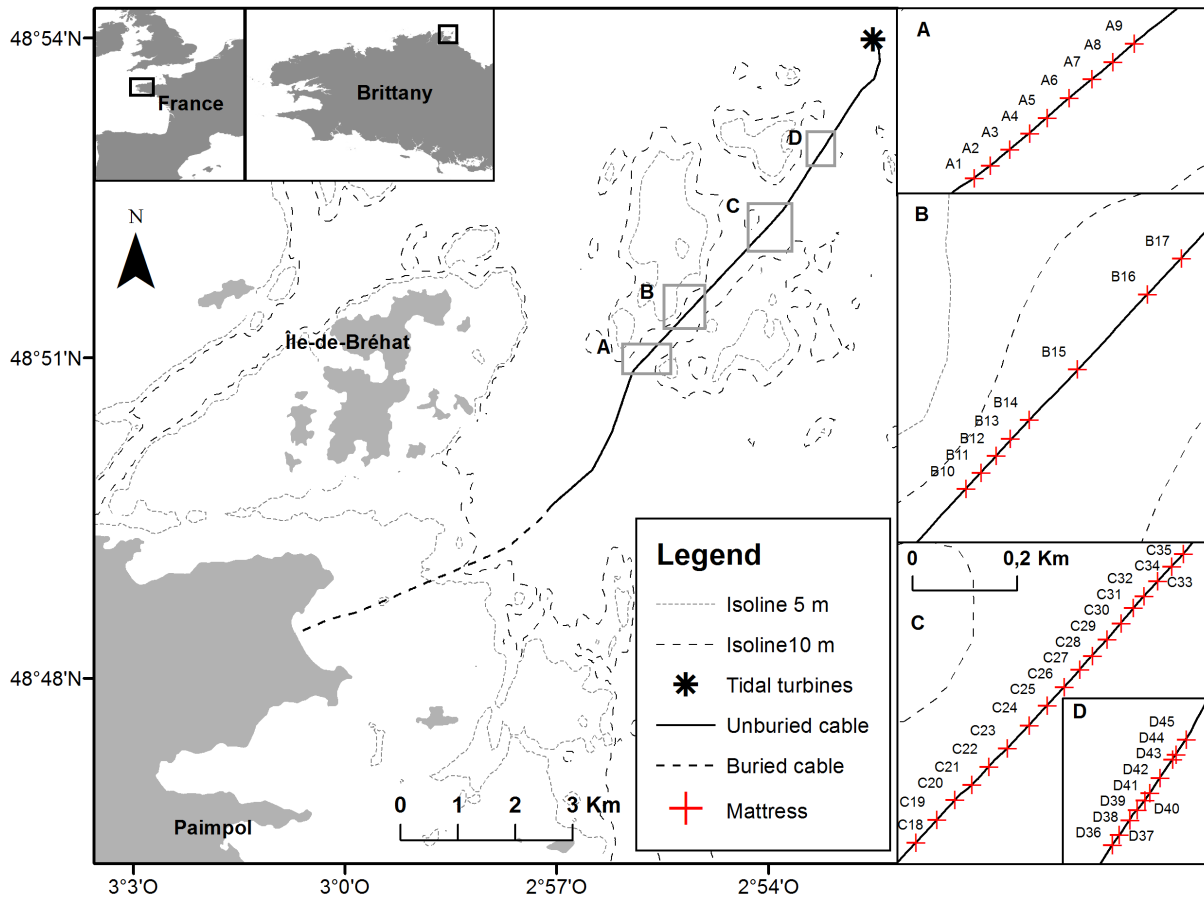 48°54'N
48°51'N
48°48'N
3°3'O
3°0'O
2°57'O
2°54'O
France
Brittany
N
Île-de-Bréhat
Paimpol
A
B
C
D
0 1 2 3 Km
Legend
Isoline 5 m
Isoline10 m
Tidal turbines
Unburied cable
Buried cable
Mattress
A
A9
A8
A7
A6
A5
A4
A3
A2
A1
B
B17
B16
B15
B14
B13
B12
B11
B10
0 0,2 Km
C
C35
C34
C33
C32
C31
C30
C29
C28
C27
C26
C25
C24
C23
C22
C21
C20
C19
C18
D
D45
D44
D43
D42
D41
D40
D39
D38
D37
D36